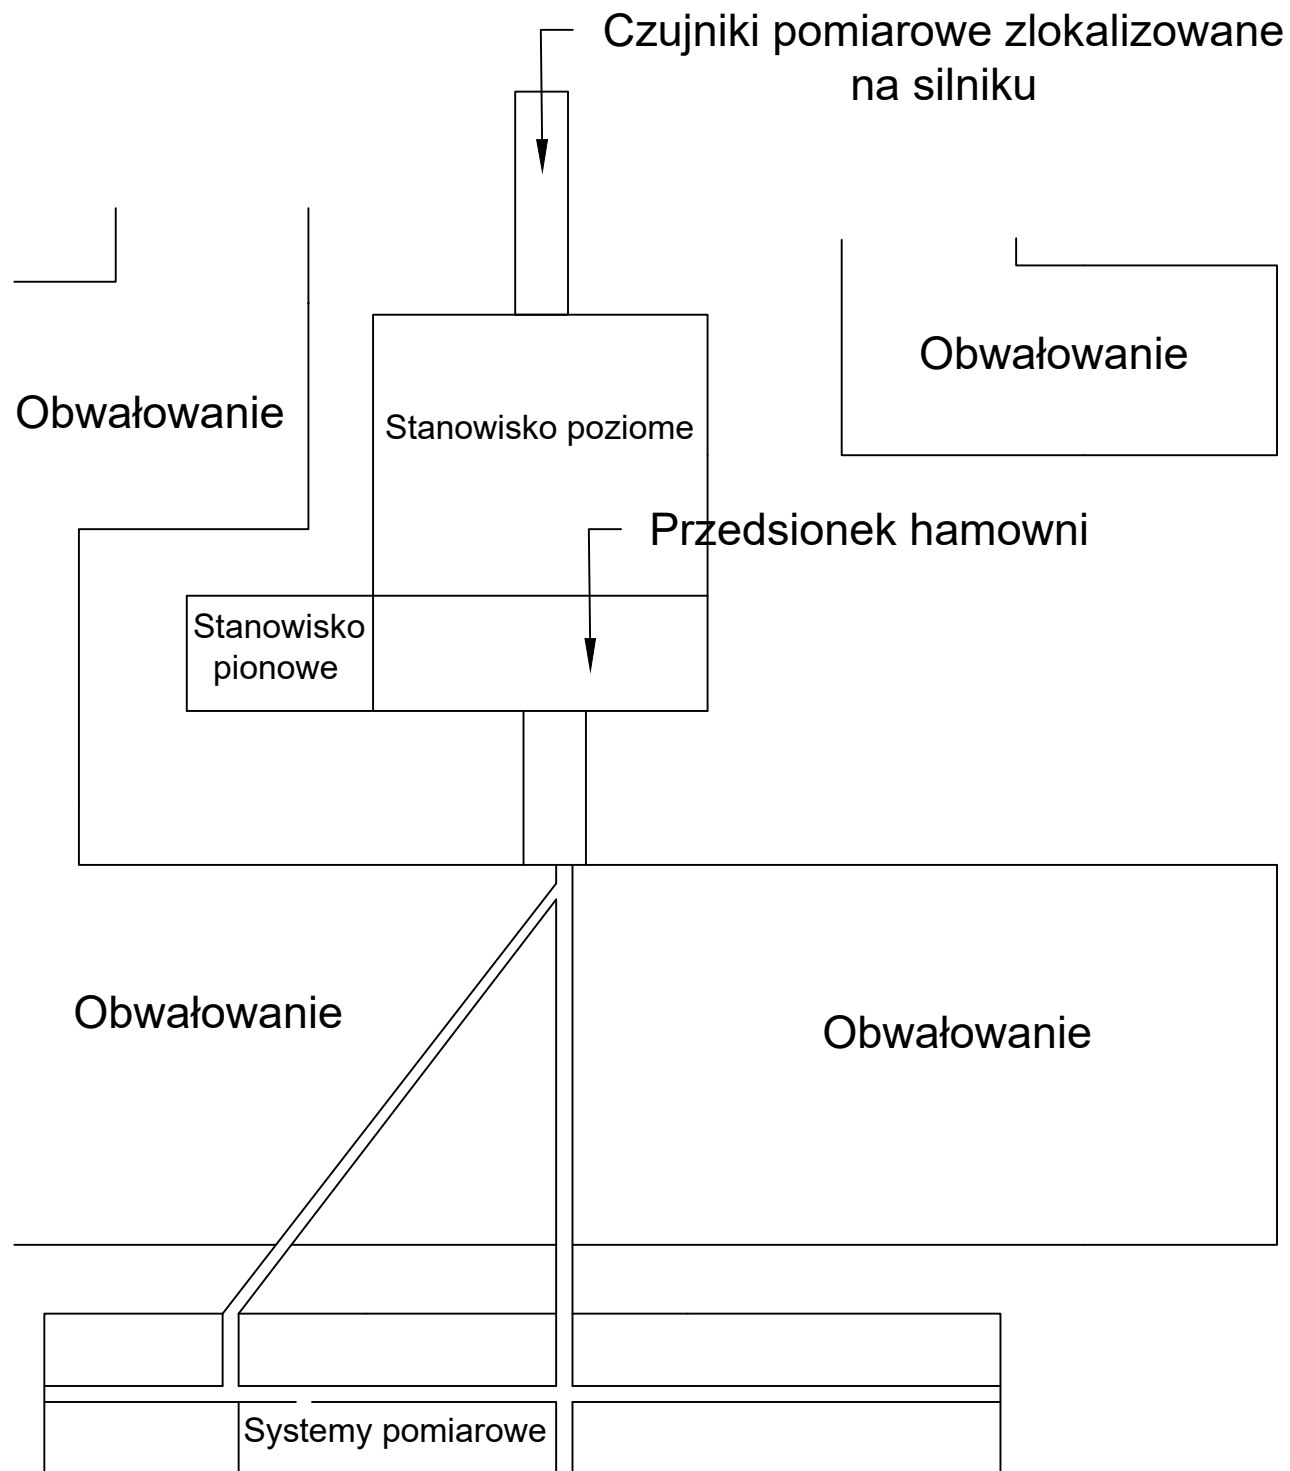 Czujniki pomiarowe zlokalizowane
na silniku
Obwałowanie
Obwałowanie
Stanowisko poziome
Przedsionek hamowni
Stanowisko
pionowe
Obwałowanie
Obwałowanie
Systemy pomiarowe